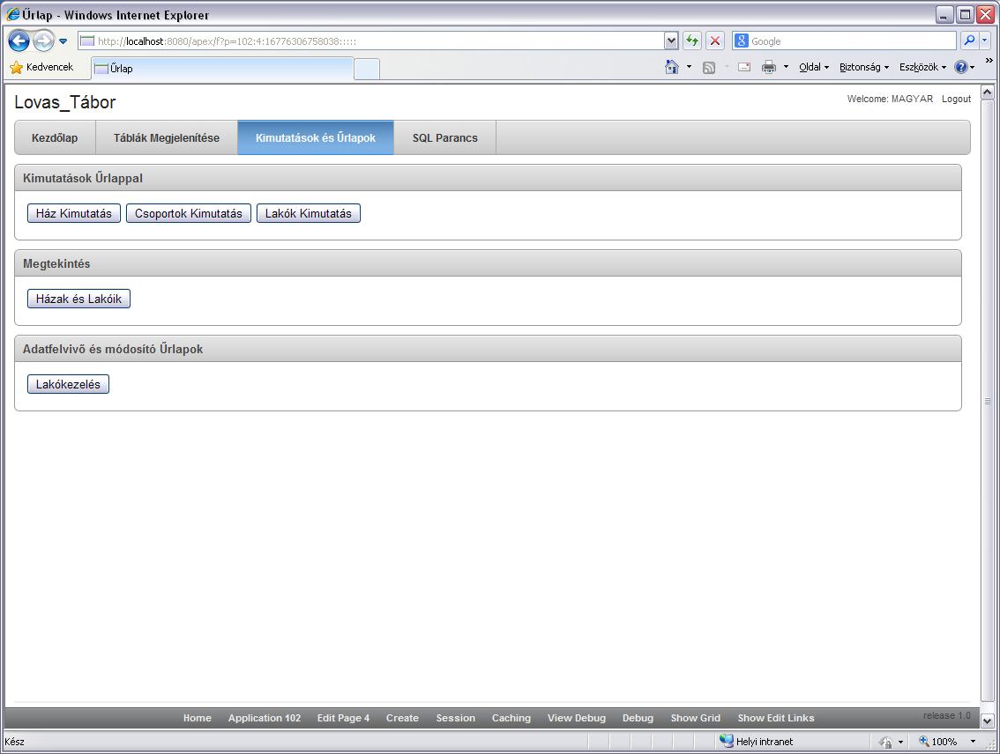 Űrlap - Windows Internet Explorer
http://localhost:8080/apex/f?p=102:4:16776306758038:::::
Google
Kedvencek
Űrlap
Oldal
Biztonság
Eszközök
Lovas_Tábor
Welcome: MAGYAR Logout
Kezdőlap Táblák Megjelenítése Kimutatások és Űrlapok SQL Parancs
Kimutatások Űrlappal
Ház Kimutatás Csoportok Kimutatás Lakók Kimutatás
Megtekintés
Házak és Lakóik
Adatfelvivő és módosító Űrlapok
Lakókezelés
release 1.0
Home Application 102 Edit Page 4 Create Session Caching View Debug Debug Show Grid Show Edit Links
Kész
Helyi intranet
100%